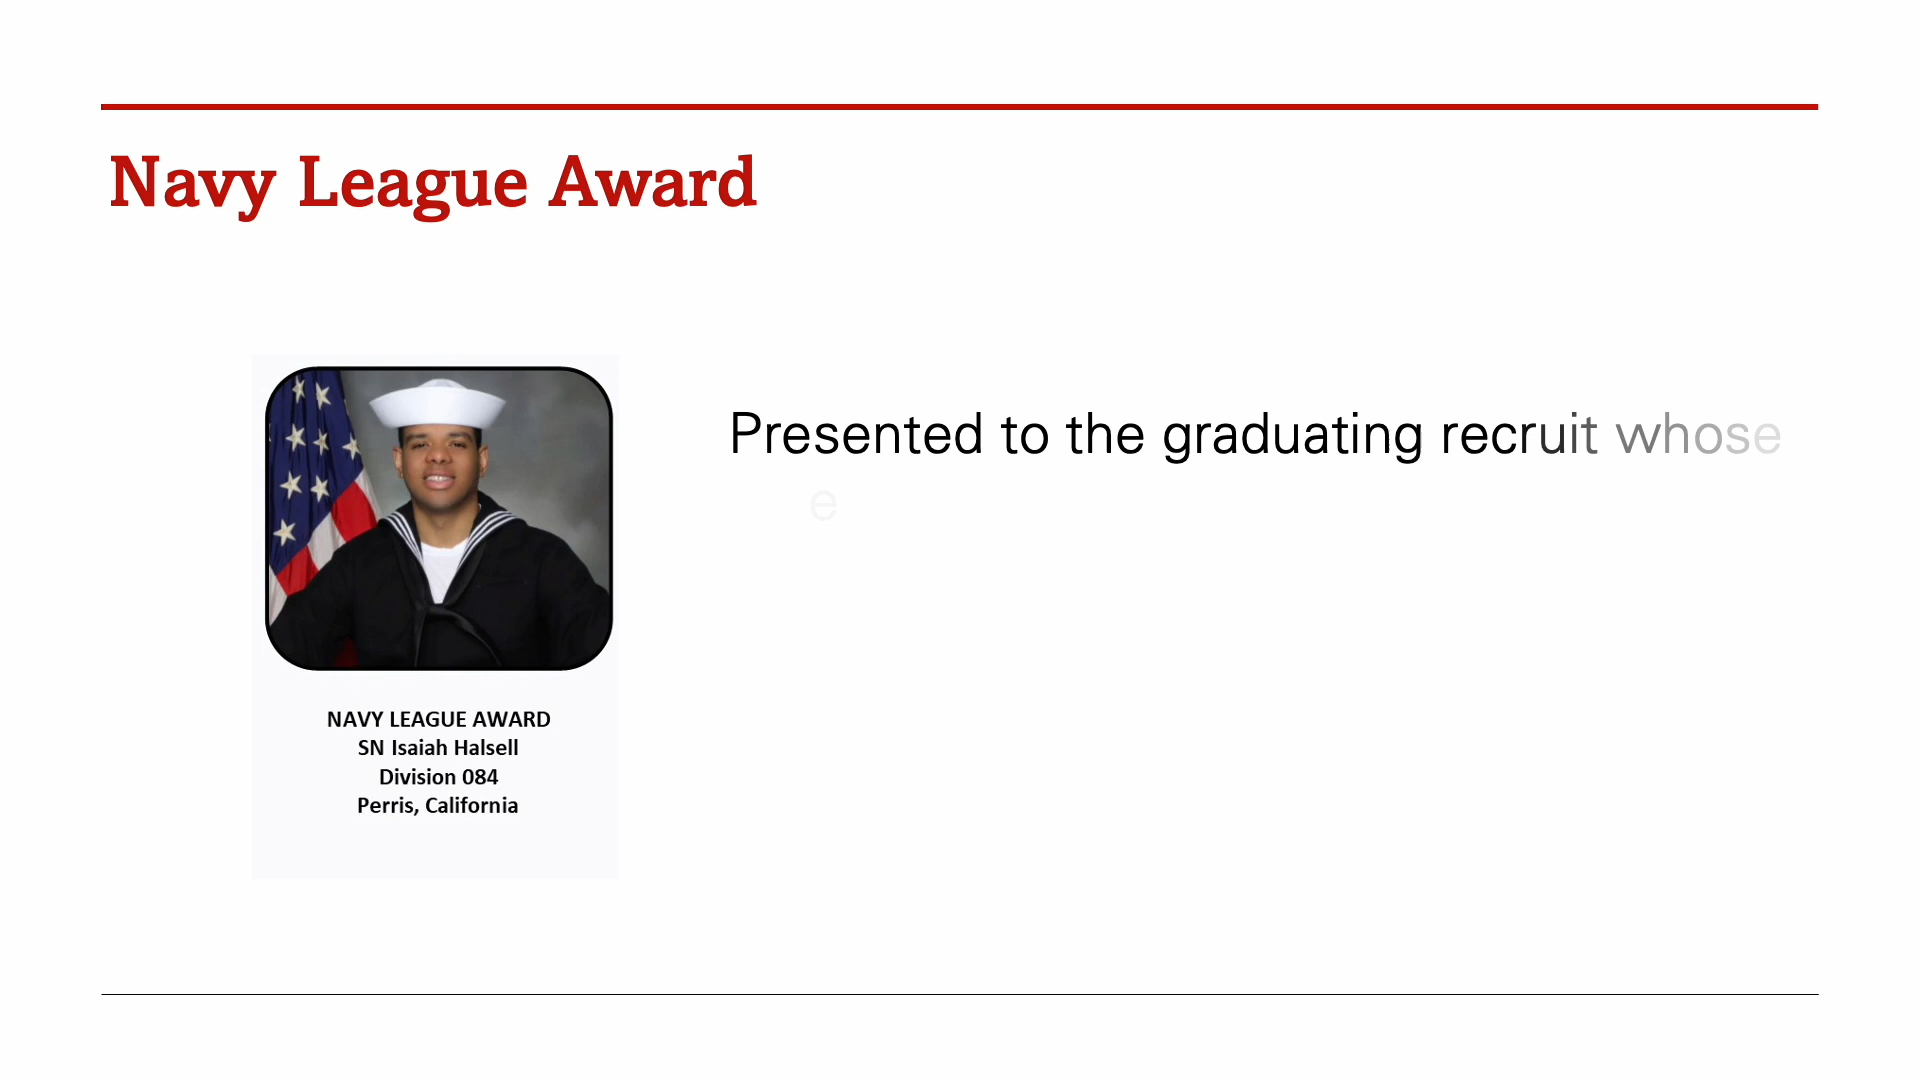 Navy League Award
Presented to the graduating recruit whose
NAVY LEAGUE AWARD
SN Isaiah Halsell
Division 084
Perris, California